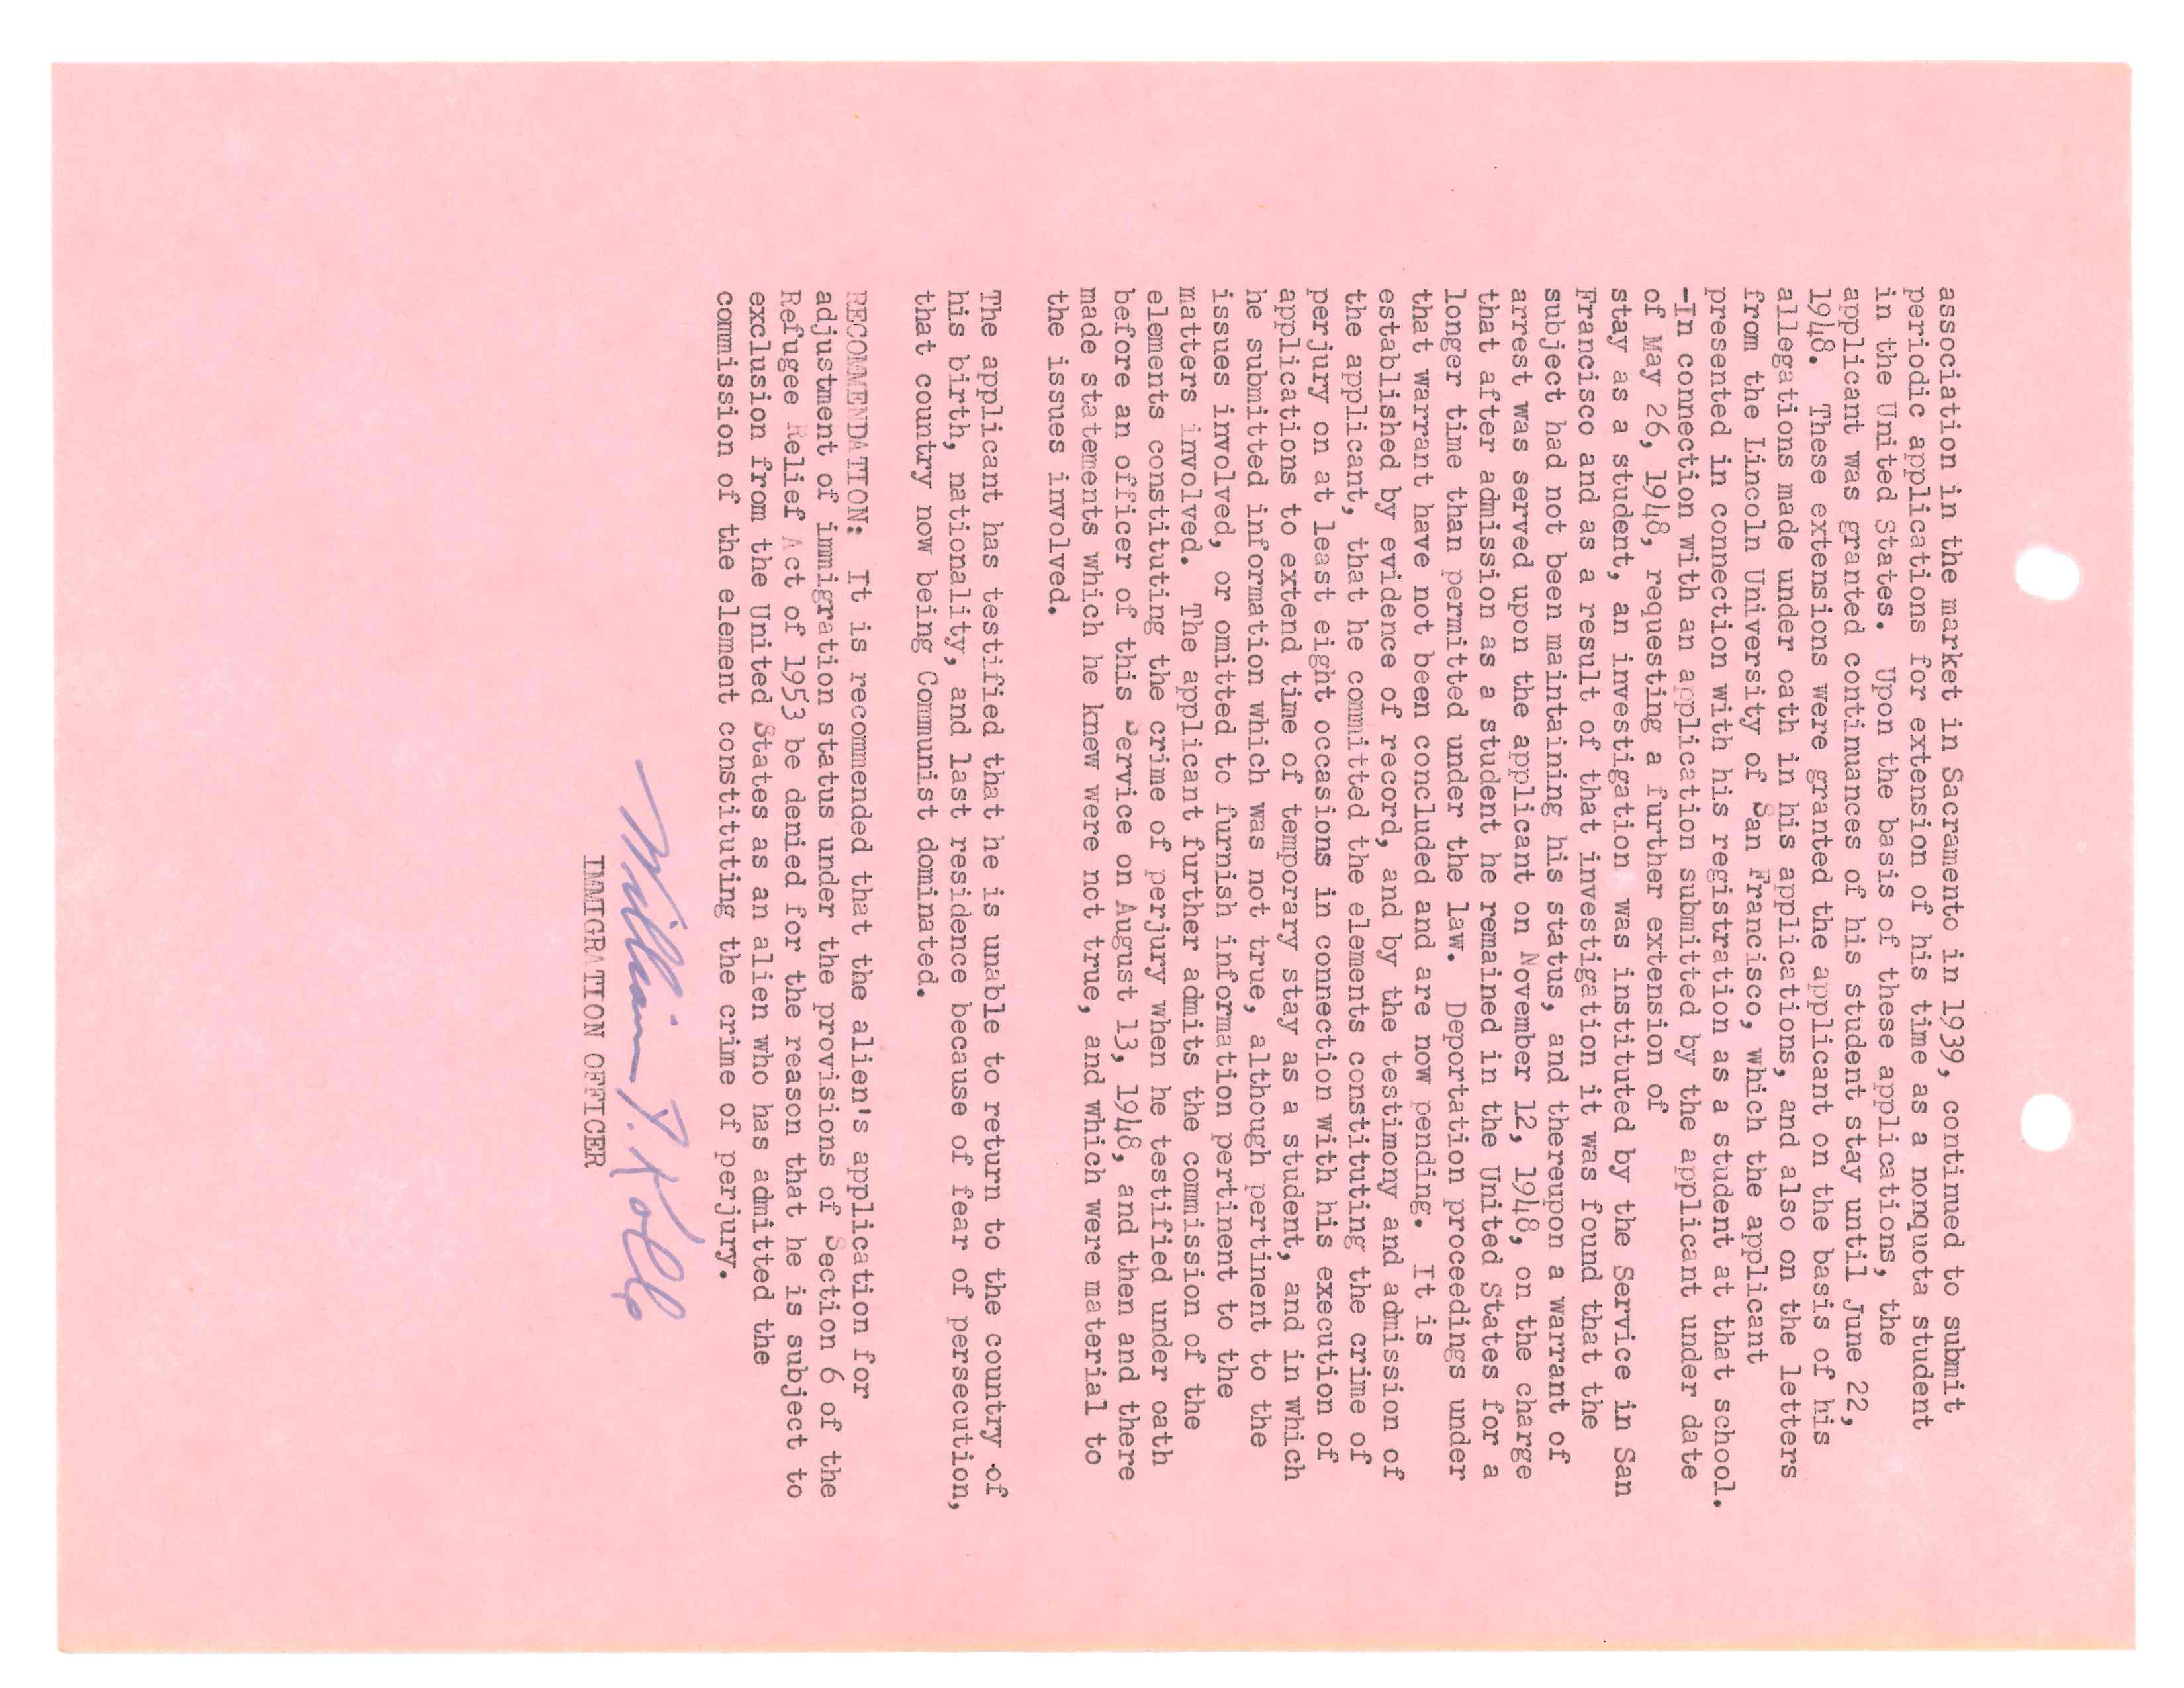 association in the market in Sacramento in 1939, continued to submit
periodic applications for extension of his time as a nonquota student
in the United States.  Upon the basis of these applications, the
applicant was granted continuances of his student stay until June 22,
1948.  These extensions were granted the applicant on the basis of his
allegations made under oath in his applications, and also on the letters
from the Lincoln University of San Francisco, which the applicant
presented in connection with his registration as a student at that school.
-In connection with an application submitted by the applicant under date
of May 26, 1948, requesting a further extension of
stay as a student, an investigation was instituted by the Service in San
Francisco and as a result of that investigation it was found that the
subject had not been maintaining his status, and thereupon a warrant of
arrest was served upon the applicant on November 12, 1948, on the charge
that after admission as a student he remained in the United States for a
longer time than permitted under the law.  Deportation proceedings under
that warrant have not been concluded and are now pending.  It is
established by evidence of record, and by the testimony and admission of
the applicant, that he committed the elements constituting the crime of
perjury on at least eight occasions in connection with his execution of
applications to extend time of temporary stay as a student, and in which
he submitted information which was not true, although pertinent to the
issues involved, or omitted to furnish information pertinent to the
matters involved.  The applicant further admits the commission of the
elements constituting the crime of perjury when he testified under oath
before an officer of this Service on August 13, 1948, and then and there
made statements which he knew were not true, and which were material to
the issues involved.
The applicant has testified that he is unable to return to the country of
his birth, nationality, and last residence because of fear of persecution,
that country now being Communist dominated.
RECOMMENDATION:  It is recommended that the alien's application for
adjustment of immigration status under the provisions of Section 6 of the
Refugee Relief Act of 1953 be denied for the reason that he is subject to
exclusion from the United States as an alien who has admitted the
commission of the element constituting the crime of perjury.
William F. Kolle
IMMIGRATION OFFICER